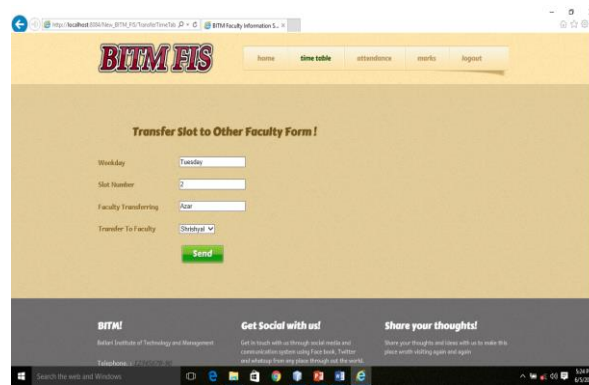 http://localhost:8084/New_BITM_FIS/TransferTimeTab
BITM Faculty Information S...
BITM FIS
home time table attendance marks logout
Transfer Slot to Other Faculty Form !
Weekday Tuesday
Slot Number 2
Faculty Transferring Azar
Transfer To Faculty
Send
BITM! Get Social with us! Share your thoughts!
Ballari Institute of Technology and Management Get in touch with us through social media and Share your thoughts and ideas with us to make this
communication system using Face book, Twitter place worth visiting again and again
and whatsup from any place through out the world.
Telephone:
Search the web and Windows